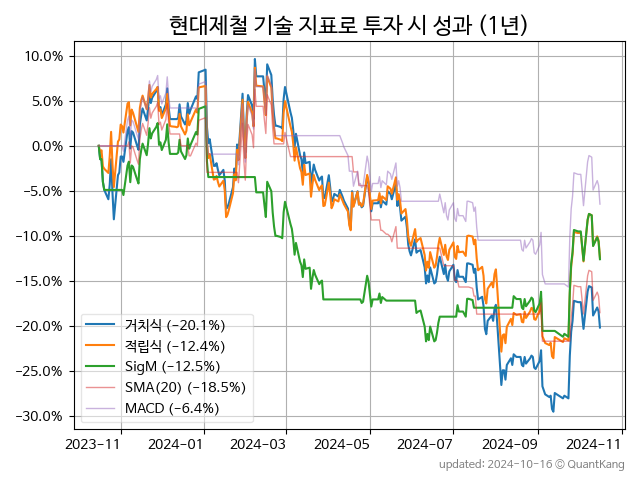 현대제철 기술 지표로 투자 시 성과 (1년)
10.0%
5.0%
0.0%
−5.0%
−10.0%
−15.0%
−20.0%
−25.0%
−30.0%
거치식 (−20.1%)
적립식 (−12.4%)
SigM (−12.5%)
SMA(20) (−18.5%)
MACD (−6.4%)
2023−11 2024−01 2024−03 2024−05 2024−07 2024−09 2024−11
updated: 2024-10-16 © QuantKang